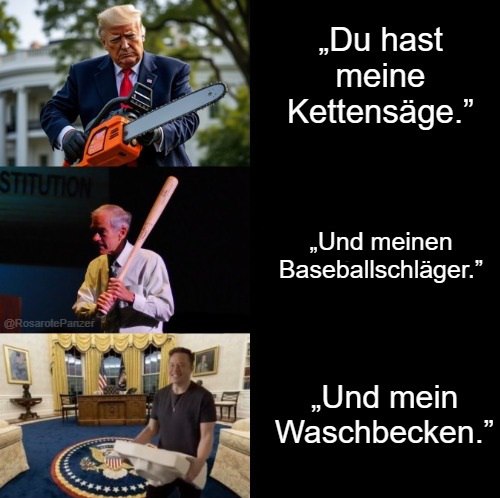 „Du hast
meine
Kettensäge.”
STITUTION
„Und meinen
Baseballschläger.”
@RosarotePanzer
„Und mein
Waschbecken.”